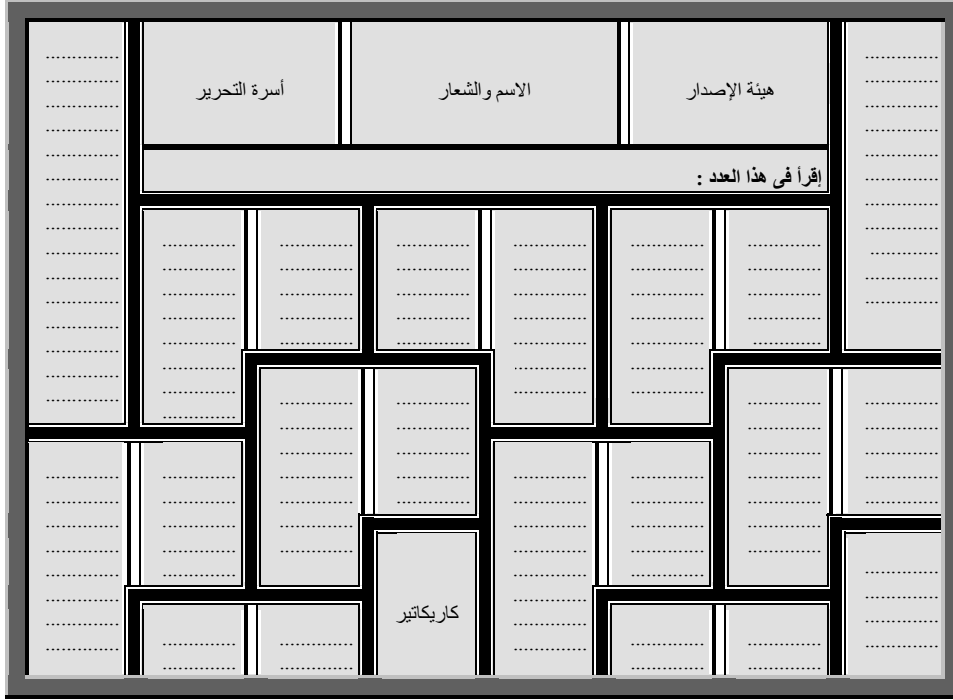 هيئة الإصدار
الاسم والشعار
أسرة التحرير
إقرأ فى هذا العدد :
كاريكاتير